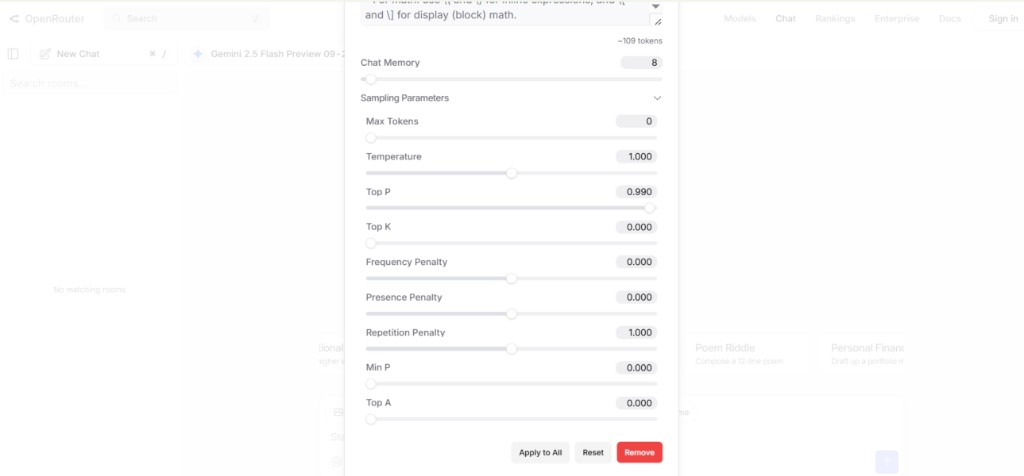 and \] for display (block) math.
OpenRouter
Search
/
Models
Chat
Rankings
Enterprise
Docs
Sign in
~109 tokens
New Chat
Gemini 2.5 Flash Preview 09-2
Chat Memory
8
Search rooms...
Sampling Parameters
Max Tokens
0
Temperature
1.000
Top P
0.990
Top K
0.000
Frequency Penalty
0.000
No matching rooms
Presence Penalty
0.000
Repetition Penalty
1.000
Poem Riddle
Compose a 12-line poem
Personal Financ
Draft up a portfolio r
Min P
0.000
Top A
0.000
Apply to All
Reset
Remove